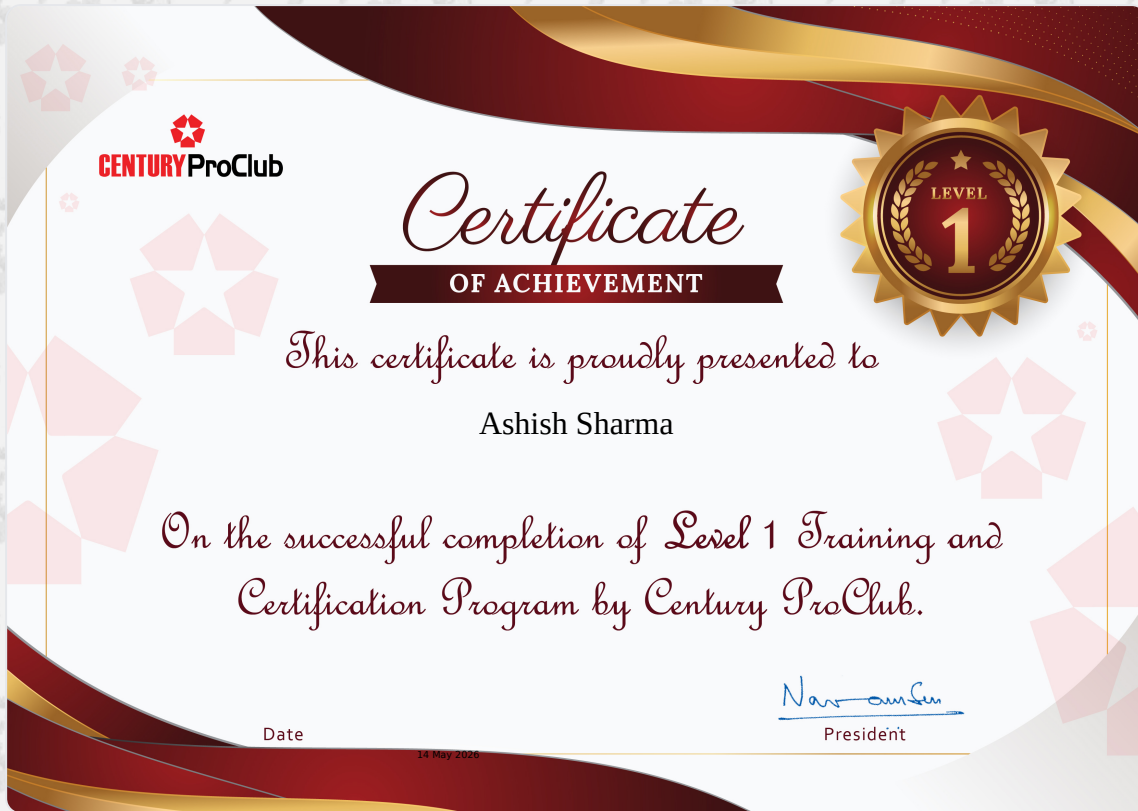 CENTURY ProClub
LEVEL
1
Certificate
OF ACHIEVEMENT
This certificate is proudly presented to
Ashish Sharma
On the successful completion of Level 1 Training and
Certification Program by Century ProClub.
Date
President
14 May 2026